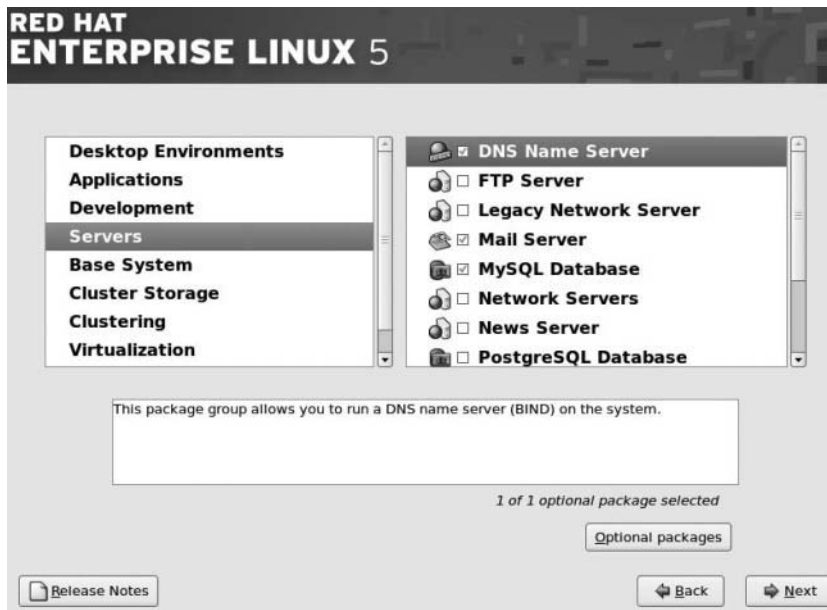 RED HAT
ENTERPRISE LINUX 5
Desktop Environments
Applications
Development
Servers
Base System
Cluster Storage
Clustering
Virtualization
DNS Name Server
FTP Server
Legacy Network Server
Mail Server
MySQL Database
Network Servers
News Server
PostgreSQL Database
This package group allows you to run a DNS name server (BIND) on the system.
1 of 1 optional package selected
Optional packages
Release Notes
Back
Next